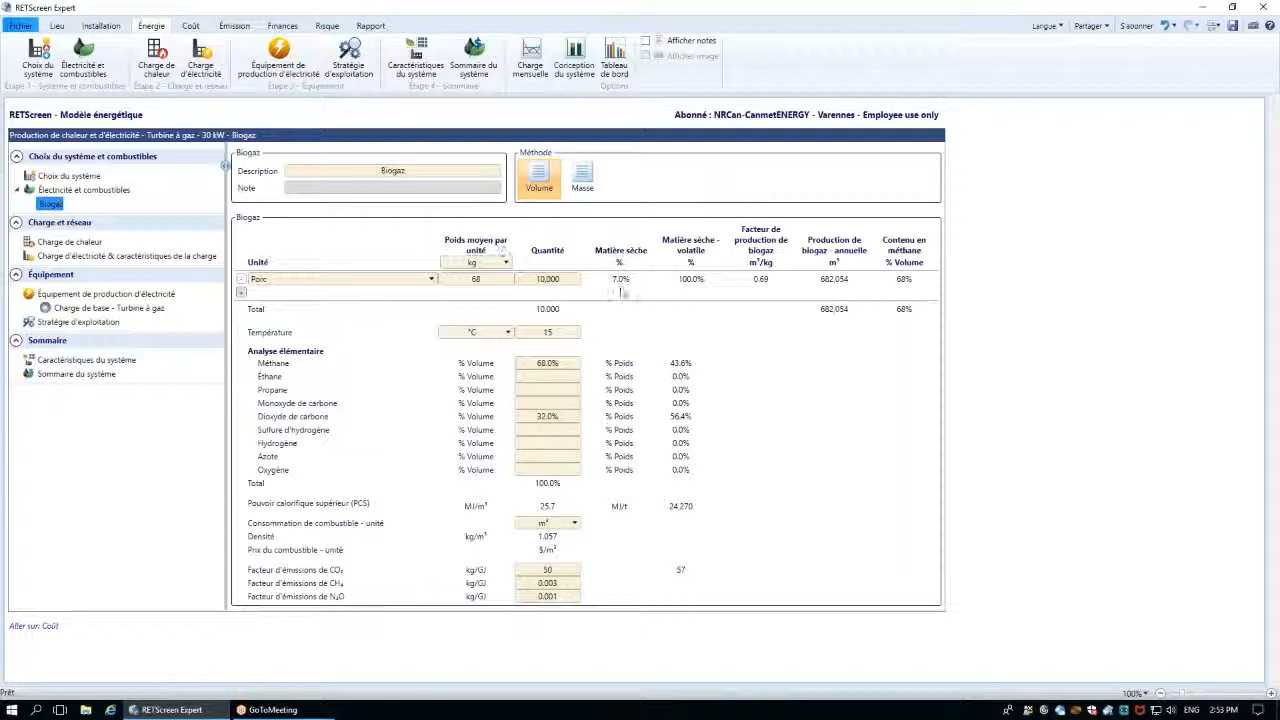 RETScreen Expert
Fichier Lieu Installation Énergie Coût Émission Finances Risque Rapport Langue Partager S'abonner
Choix du système Électricité et combustibles Charge de chaleur Charge d'électricité Équipement de production d'électricité Stratégie d'exploitation Caractéristiques du système Sommaire du système Charge mensuelle Conception du système Tableau de bord Afficher notes
Afficher image
Étape 1 - Système et combustibles Étape 2 - Charge et réseau Étape 3 - Équipement Étape 4 - Sommaire Options
RETScreen - Modèle énergétique Abonné : NRCan-CanmetENERGY - Varennes - Employee use only
Production de chaleur et d'électricité - Turbine à gaz - 30 kW - Biogaz
Choix du système et combustibles
Choix du système
Électricité et combustibles
Biogaz
Charge et réseau
Charge de chaleur
Charge d'électricité & caractéristiques de la charge
Équipement
Équipement de production d'électricité
Charge de base - Turbine à gaz
Stratégie d'exploitation
Sommaire
Caractéristiques du système
Sommaire du système
Biogaz
Description Biogaz
Note
Méthode
Volume Masse
Biogaz
Unité
Poids moyen par unité
kg
Quantité
Matière sèche
%
Matière sèche - volatile
%
Facteur de production de biogaz
m³/kg
Production de biogaz - annuelle
m³
Contenu en méthane
% Volume
Porc 68 10,000 7.0% 100.0% 0.69 682,054 68%
Total 10,000 682,054 68%
Température °C 15
Analyse élémentaire
Méthane % Volume 68.0% % Poids 43.6%
Éthane % Volume % Poids 0.0%
Propane % Volume % Poids 0.0%
Monoxyde de carbone % Volume % Poids 0.0%
Dioxyde de carbone % Volume 32.0% % Poids 56.4%
Sulfure d'hydrogène % Volume % Poids 0.0%
Hydrogène % Volume % Poids 0.0%
Azote % Volume % Poids 0.0%
Oxygène % Volume % Poids 0.0%
Total 100.0%
Pouvoir calorifique supérieur (PCS) MJ/m³ 25.7 MJ/t 24,270
Consommation de combustible - unité m³
Densité kg/m³ 1.057
Prix du combustible - unité $/m³
Facteur d'émissions de CO₂ kg/GJ 50 57
Facteur d'émissions de CH₄ kg/GJ 0.003
Facteur d'émissions de N₂O kg/GJ 0.001
Aller sur: Coût
Prêt 100%
RETScreen Expert GoToMeeting ENG 2:53 PM